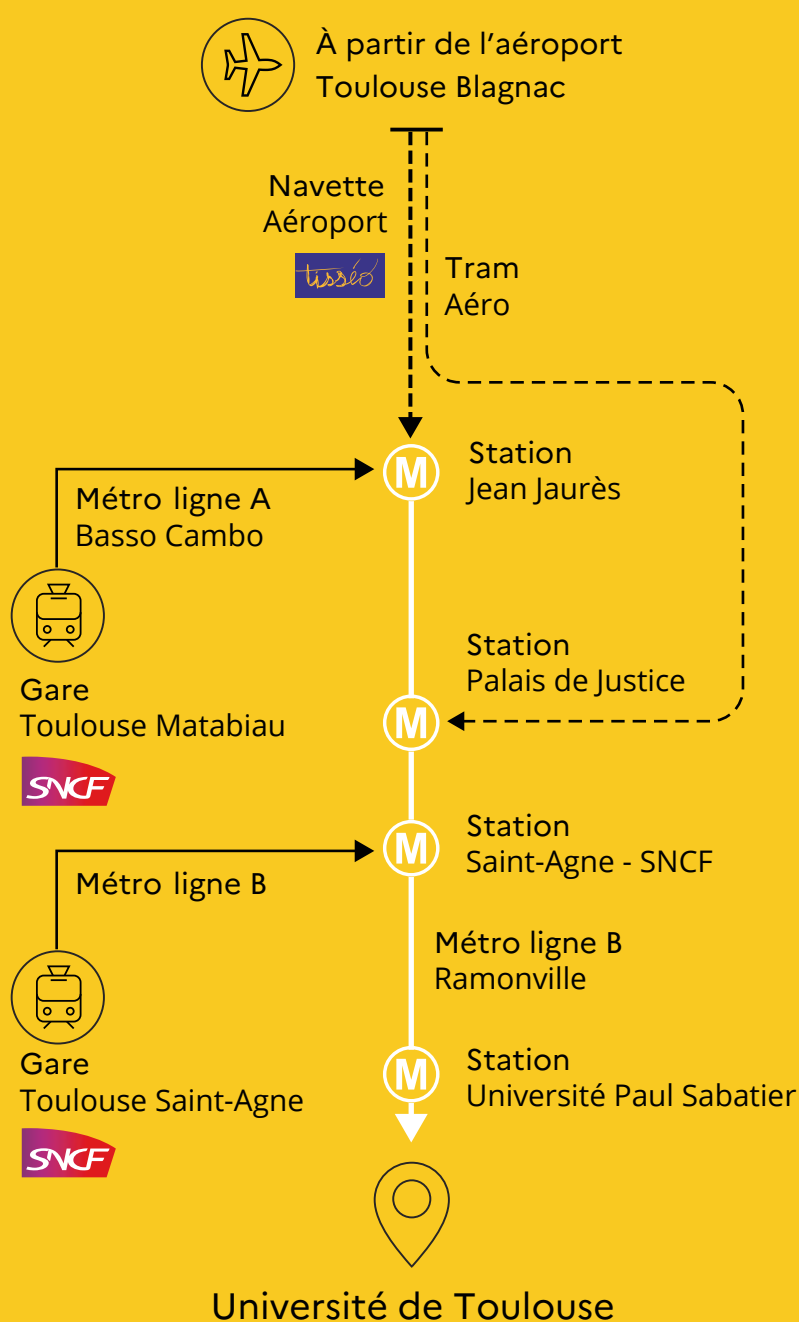 À partir de l'aéroport
Toulouse Blagnac
Navette
Aéroport
tisséo
Tram
Aéro
M
Station
Jean Jaurès
Métro ligne A
Basso Cambo
Gare
Toulouse Matabiau
SNCF
Station
Palais de Justice
M
M
Station
Saint-Agne - SNCF
Métro ligne B
Métro ligne B
Ramonville
Gare
Toulouse Saint-Agne
SNCF
M
Station
Université Paul Sabatier
Université de Toulouse